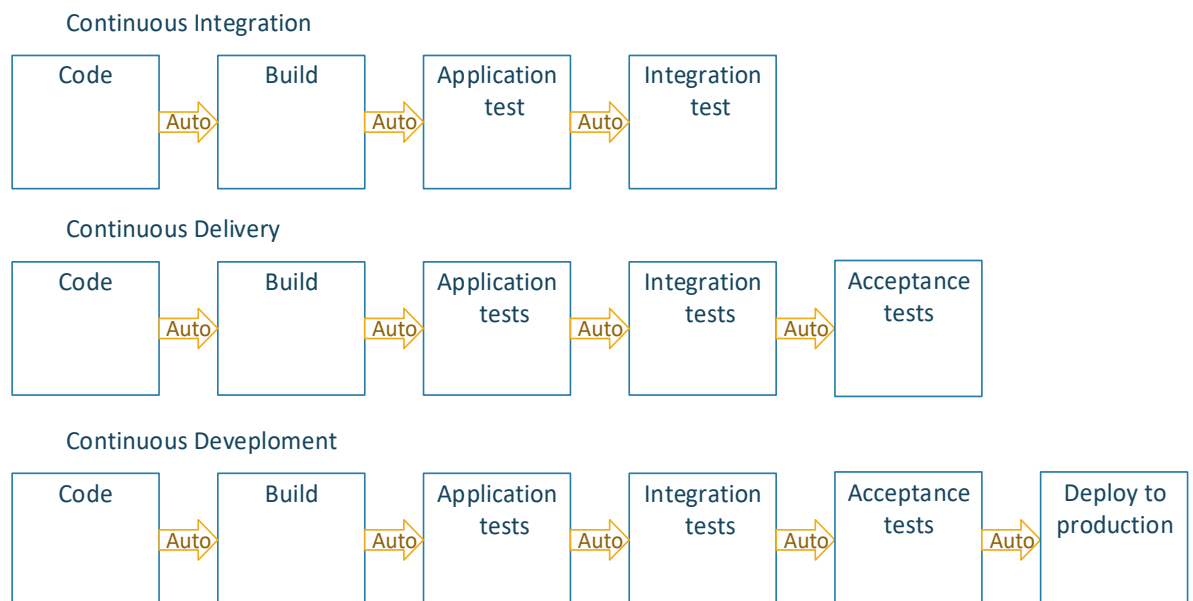 Continuous Integration
Code
Build
Application
test
Integration
test
Auto
Auto
Auto
Continuous Delivery
Code
Build
Application
tests
Integration
tests
Acceptance
tests
Auto
Auto
Auto
Auto
Continuous Deveploment
Code
Build
Application
tests
Integration
tests
Acceptance
tests
Deploy to
production
Auto
Auto
Auto
Auto
Auto